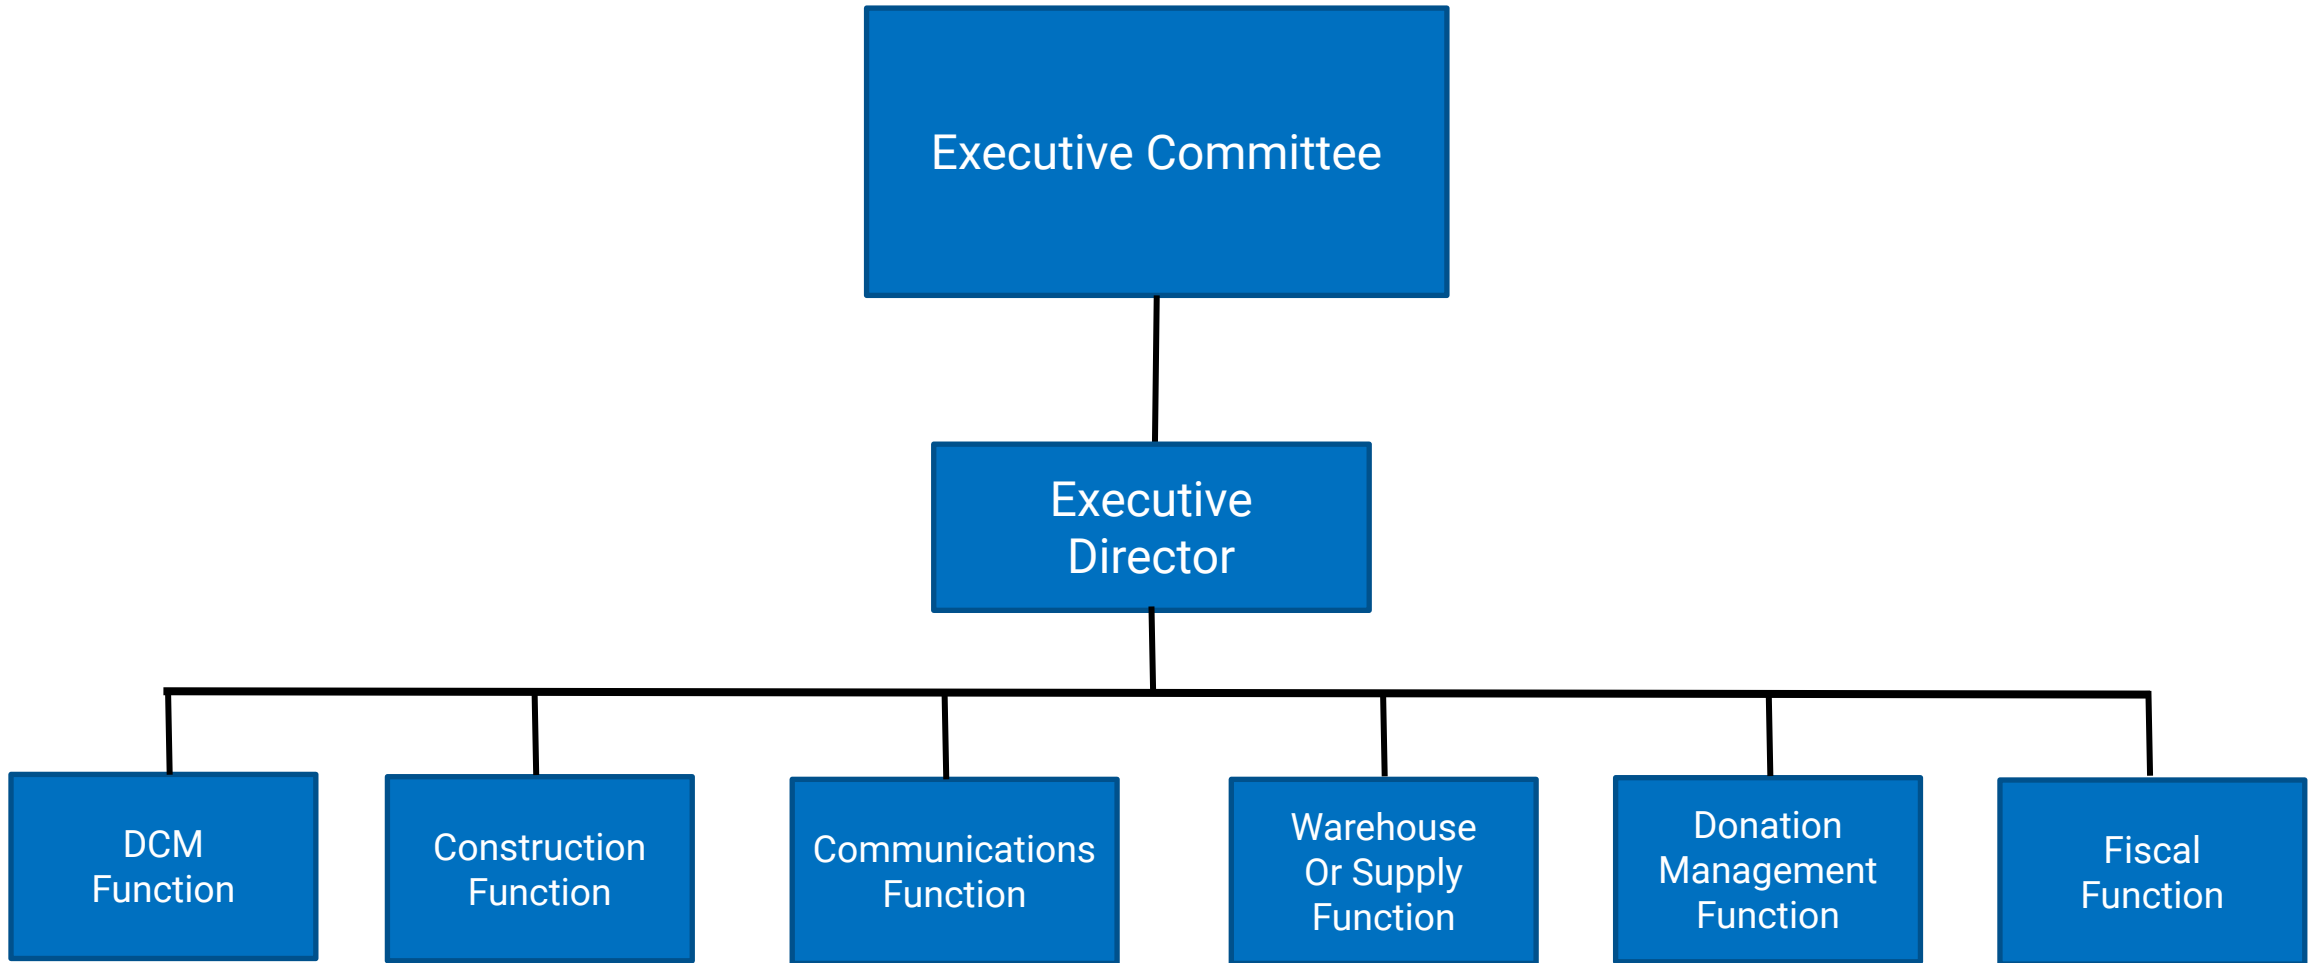 Executive Committee
Executive
Director
DCM
Function
Construction
Function
Communications
Function
Warehouse
Or Supply
Function
Donation
Management
Function
Fiscal
Function